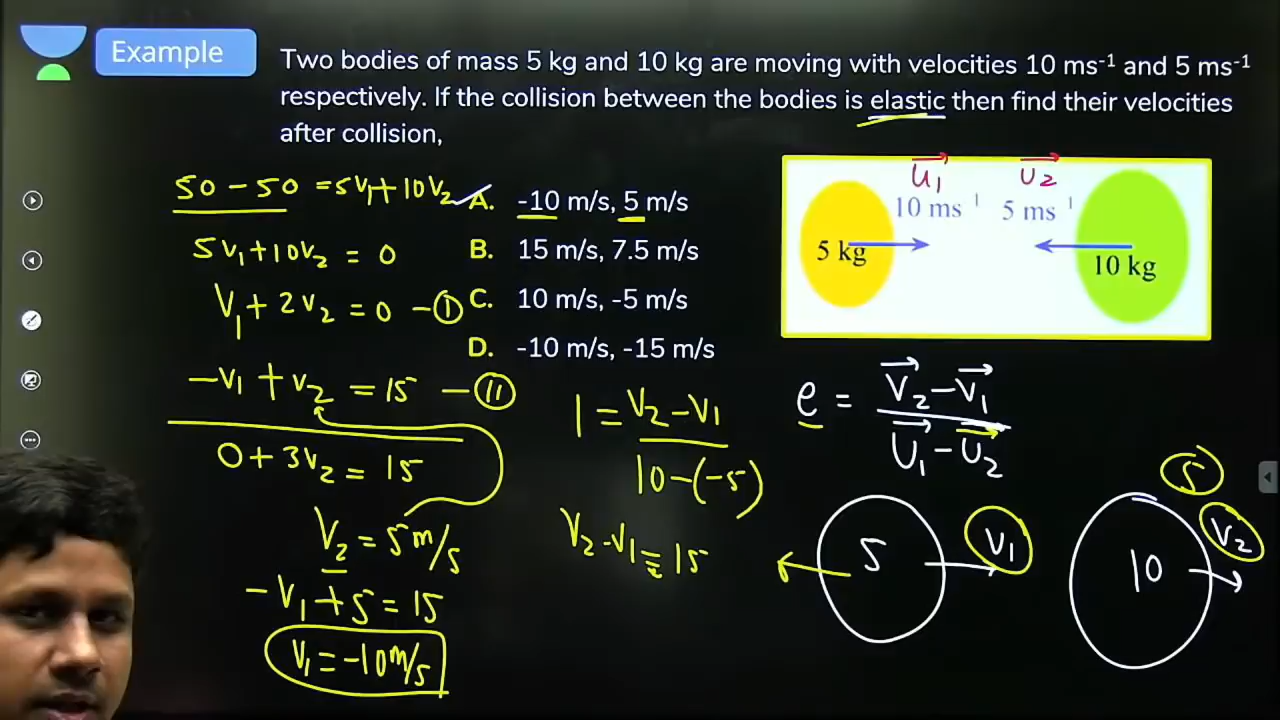 Example
Two bodies of mass 5 kg and 10 kg are moving with velocities 10 ms⁻¹ and 5 ms⁻¹
respectively. If the collision between the bodies is elastic then find their velocities
after collision,
50 - 50 = 5V₁ + 10V₂
5V₁ + 10V₂ = 0
V₁ + 2V₂ = 0 - ①
-V₁ + V₂ = 15 - ⑪
0 + 3V₂ = 15
V₂ = 5 m/s
-V₁ + 5 = 15
V₁ = -10 m/s
A. -10 m/s, 5 m/s
B. 15 m/s, 7.5 m/s
C. 10 m/s, -5 m/s
D. -10 m/s, -15 m/s
1 = V₂ - V₁
10 - (-5)
V₂ - V₁ = 15
U₁ U₂
10 ms ¹ 5 ms ¹
5 kg 10 kg
e = V₂ - V₁
U₁ - U₂
5
5 V₁ 10 V₂